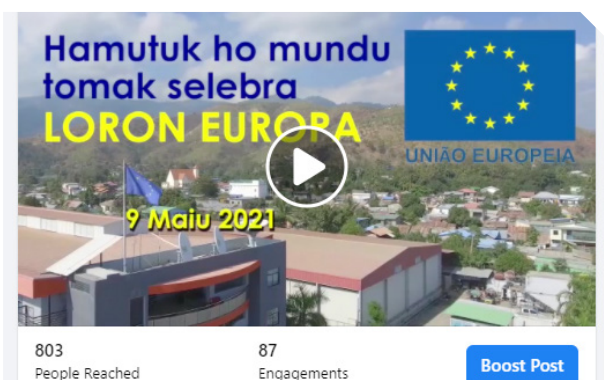 Hamutuk ho mundu
tomak selebra
LORON EUROPA
UNIÃO EUROPEIA
9 Maiu 2021
803
People Reached
87
Engagements
Boost Post